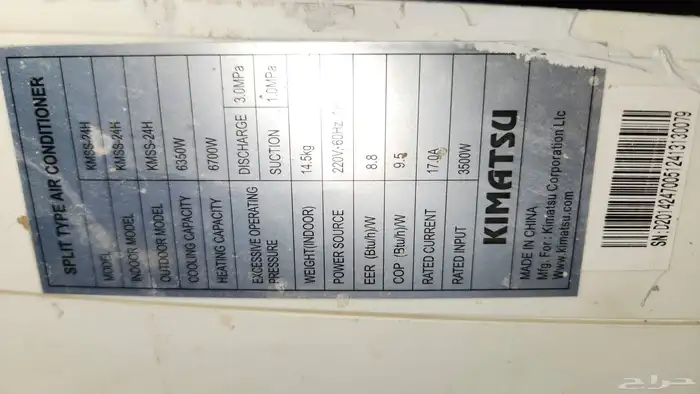 SPLIT TYPE AIR CONDITIONER
MODEL KMSS-24H
INDOOR MODEL KMSS-24H
OUTDOOR MODEL KMSS-24H
COOLING CAPACITY 6350W
HEATING CAPACITY 6700W
EXCESSIVE OPERATING PRESSURE DISCHARGE 3.0MPa
SUCTION 1.0MPa
WEIGHT(INDOOR) 14.5kg
POWER SOURCE 220V~60Hz
EER (Btu/h)/W 8.8
COP (Btu/h)/W 9.5
RATED CURRENT 17.0A
RATED INPUT 3500W
KIMATSU
MADE IN CHINA
Mfg. For.: Kimatsu Corporation Llc
Www.kimatsu.com
SN:D201424700512413130079
حراج